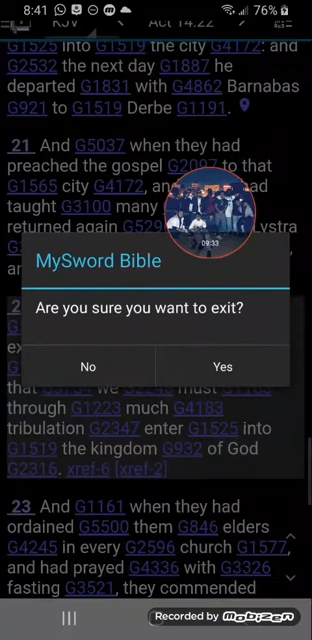 8:41 76%
KJV Act 14:22
G1525 into G1519 the city G4172: and
G2532 the next day G1887 he
departed G1831 with G4862 Barnabas
G921 to G1519 Derbe G1191.
21 And G5037 when they had
preached the gospel G2097 to that
G1565 city G4172, an ad
taught G3100 many
returned again G529 ystra
09:33
MySword Bible
Are you sure you want to exit?
No Yes
that we must
through G1223 much G4183
tribulation G2347 enter G1525 into
G1519 the kingdom G932 of God
G2316. xref-6 [xref-2]
23 And G1161 when they had
ordained G5500 them G846 elders
G4245 in every G2596 church G1577,
and had prayed G4336 with G3326
fasting G3521, they commended
Recorded by mobizen